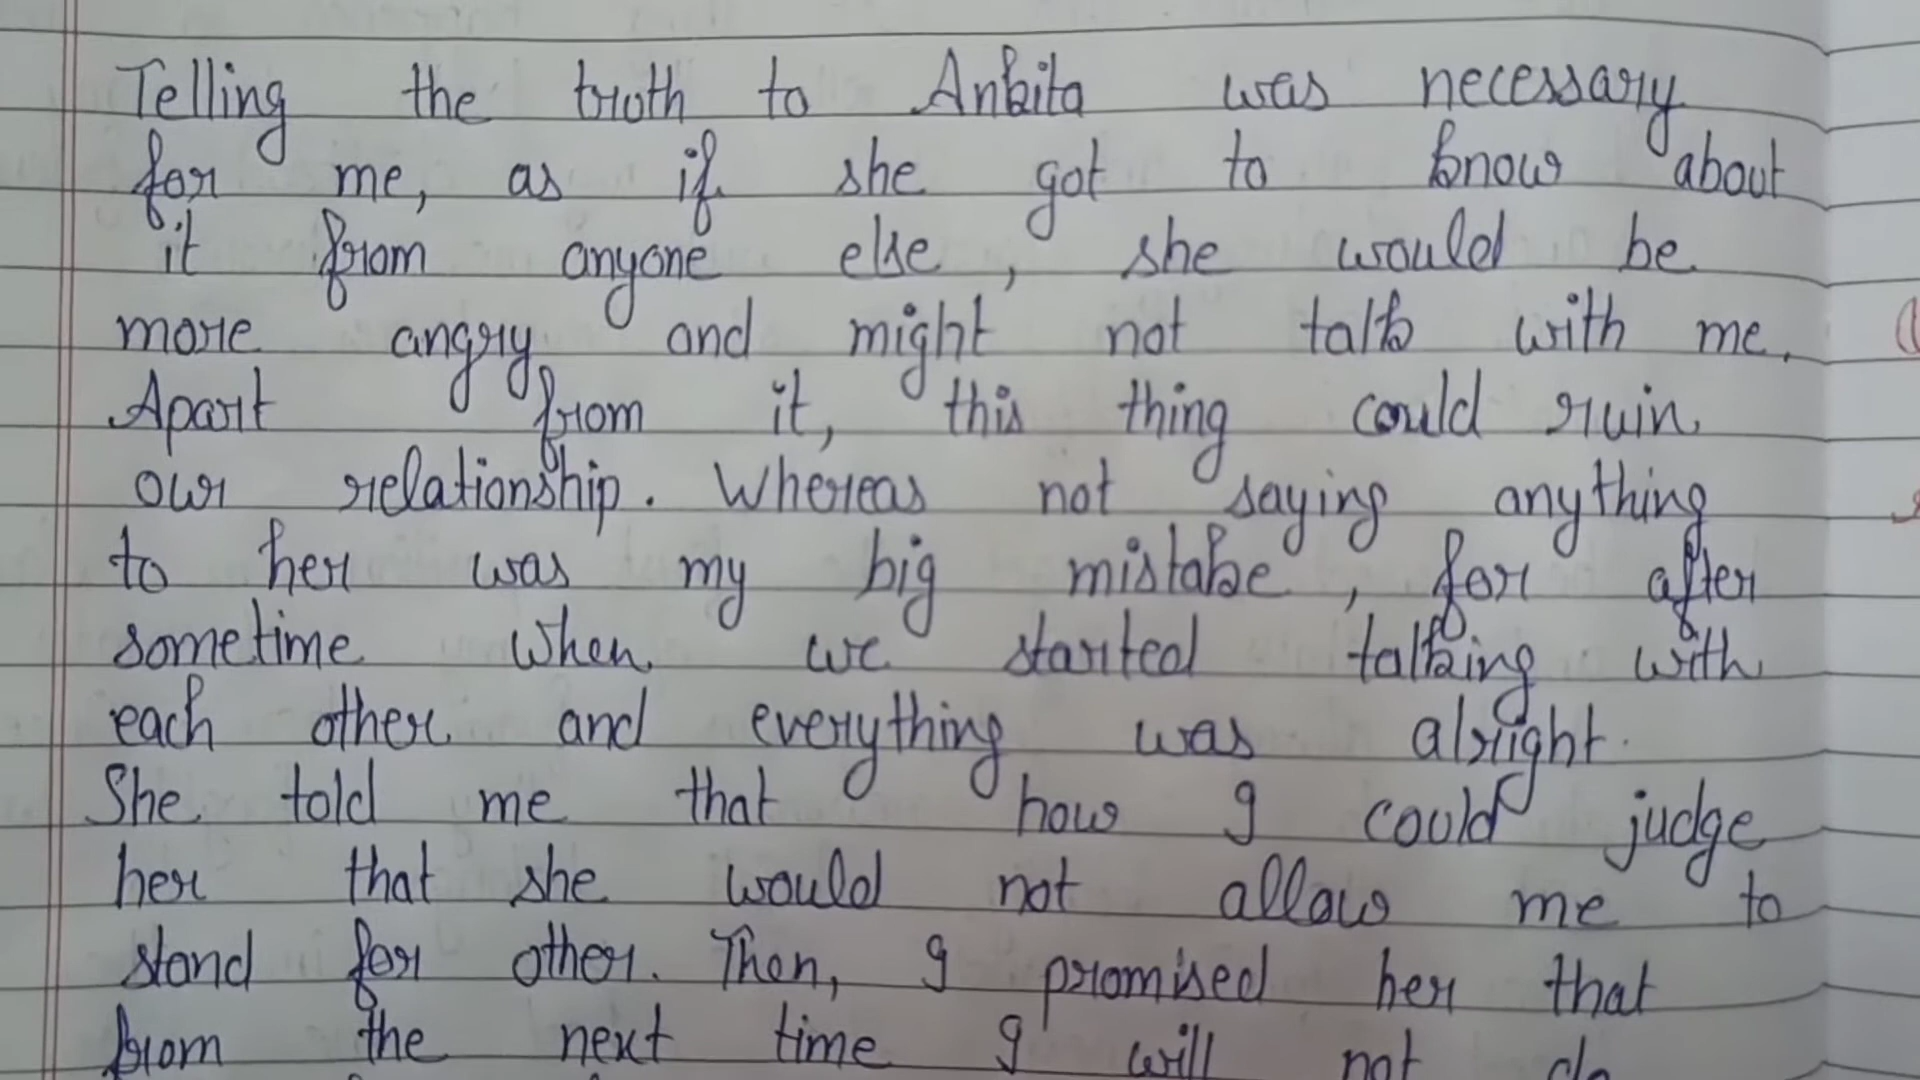 Telling the truth to Ankita was necessary
for me, as if she got to know about
it from anyone else, she would be
more angry and might not talk with me.
Apart from it, this thing could ruin
our relationship. Whereas not saying anything
to her was my big mistake, for after
sometime when we started talking with
each other and everything was alright.
She told me that how I could judge
her that she would not allow me to
stand for other. Then, I promised her that
from the next time I will not do